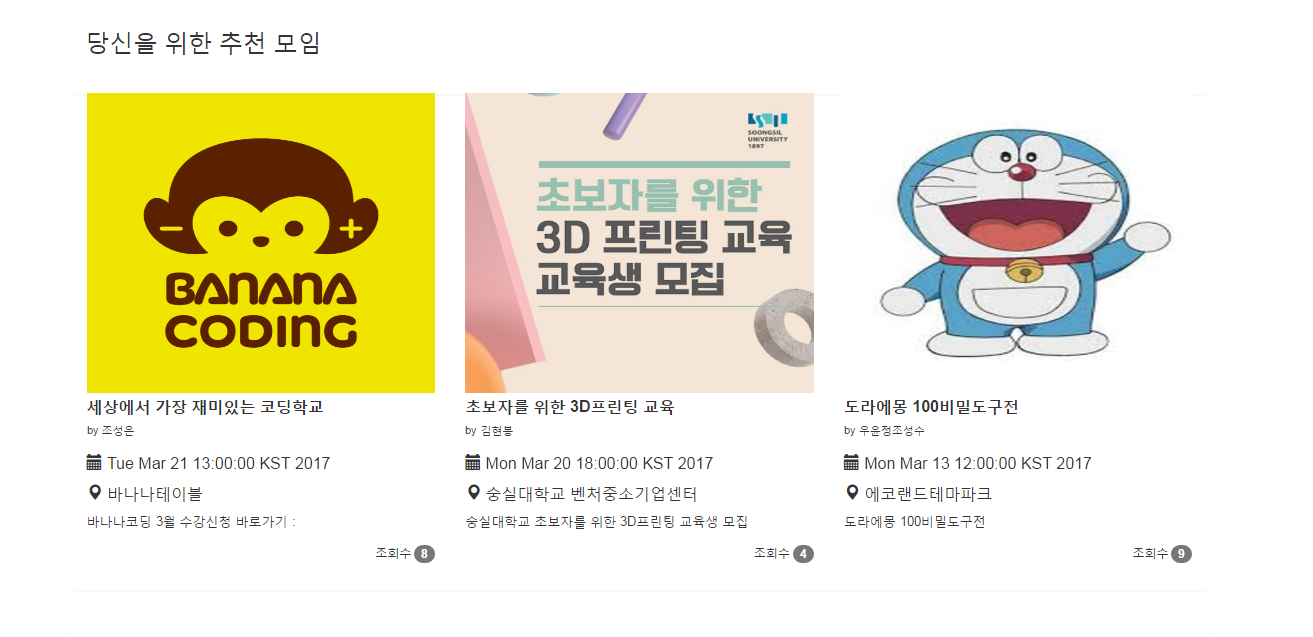 당신을 위한 추천 모임
BANANA
CODING
세상에서 가장 재미있는 코딩학교
by 조성은
Tue Mar 21 13:00:00 KST 2017
바나나테이블
바나나코딩 3월 수강신청 바로가기 :
조회수 8
SOONGSIL
UNIVERSITY
1897
초보자를 위한
3D 프린팅 교육
교육생 모집
초보자를 위한 3D프린팅 교육
by 김현봉
Mon Mar 20 18:00:00 KST 2017
숭실대학교 벤처중소기업센터
숭실대학교 초보자를 위한 3D프린팅 교육생 모집
조회수 4
도라에몽 100비밀도구전
by 우윤정조성수
Mon Mar 13 12:00:00 KST 2017
에코랜드테마파크
도라에몽 100비밀도구전
조회수 9